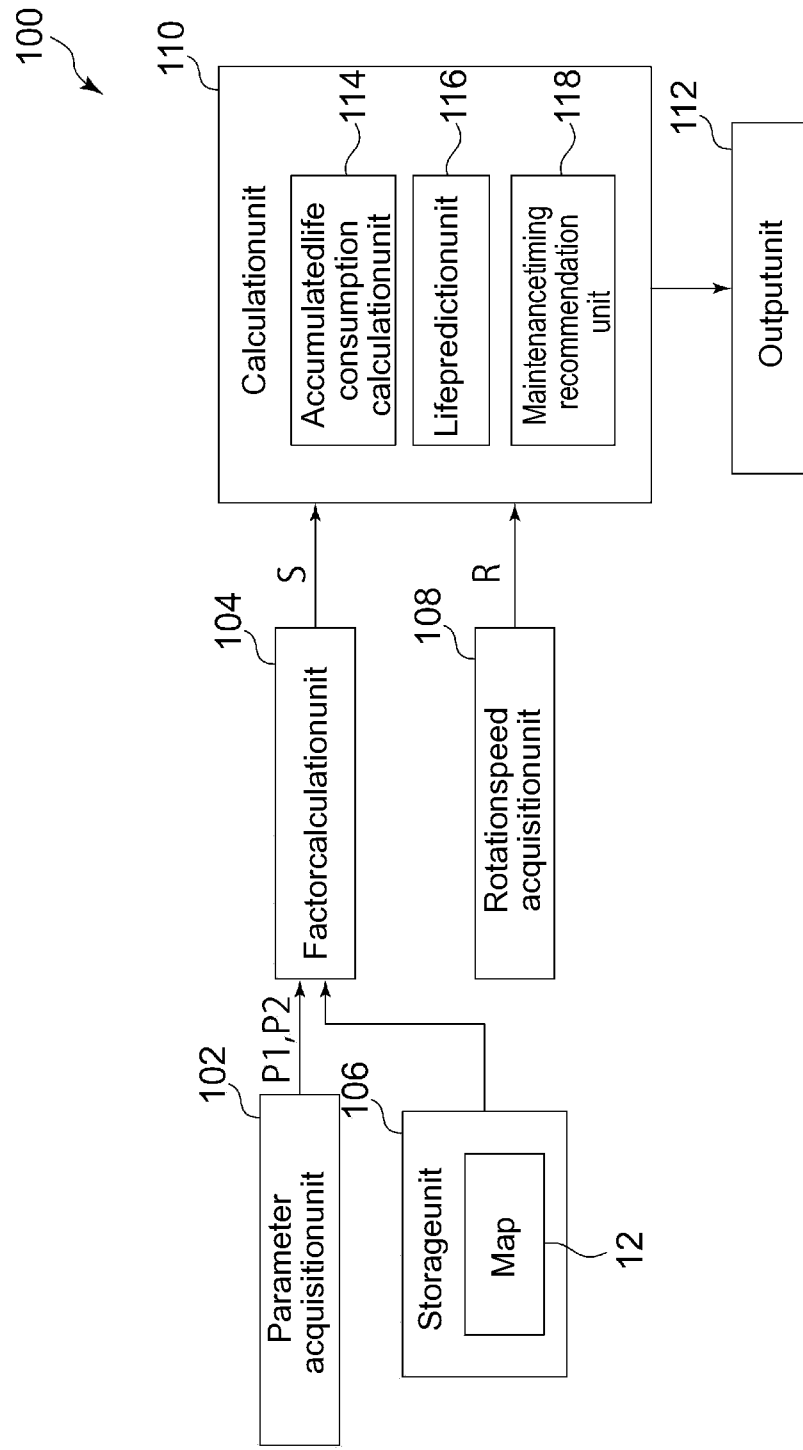 100
102
Parameter
acquisitionunit
P1,P2
106
Storageunit
Map
12
104
Factorcalculationunit
S
108
Rotationspeed
acquisitionunit
R
110
Calculationunit
Accumulatedlife
consumption
calculationunit
114
Lifepredictionunit
116
Maintenancetiming
recommendation
unit
118
112
Outputunit